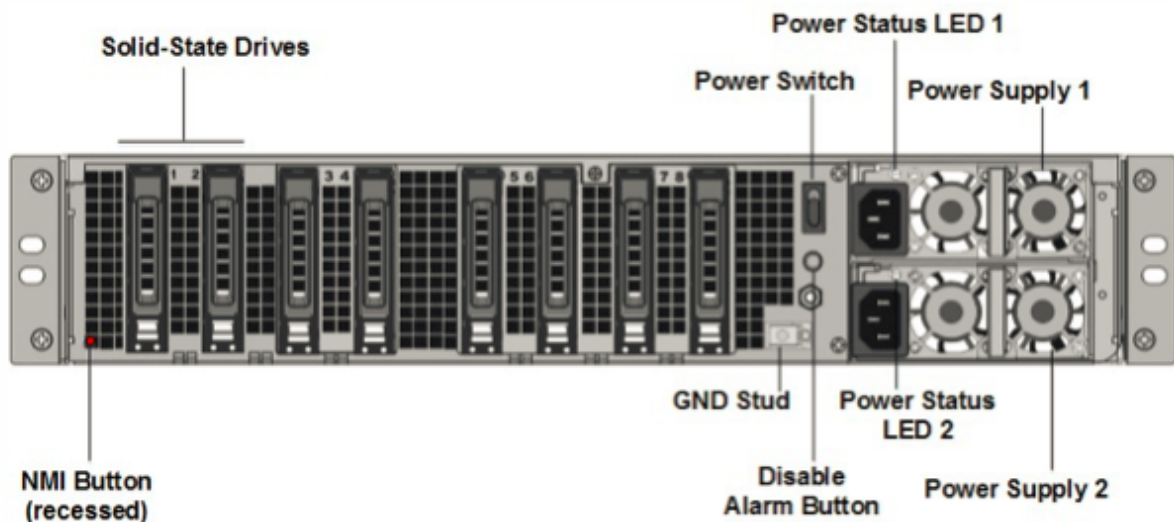 Power Status LED 1
Solid-State Drives
Power Switch
Power Supply 1
1 2 3 4 5 6 7 8
GND Stud
Power Status
LED 2
NMI Button
(recessed)
Disable
Alarm Button
Power Supply 2